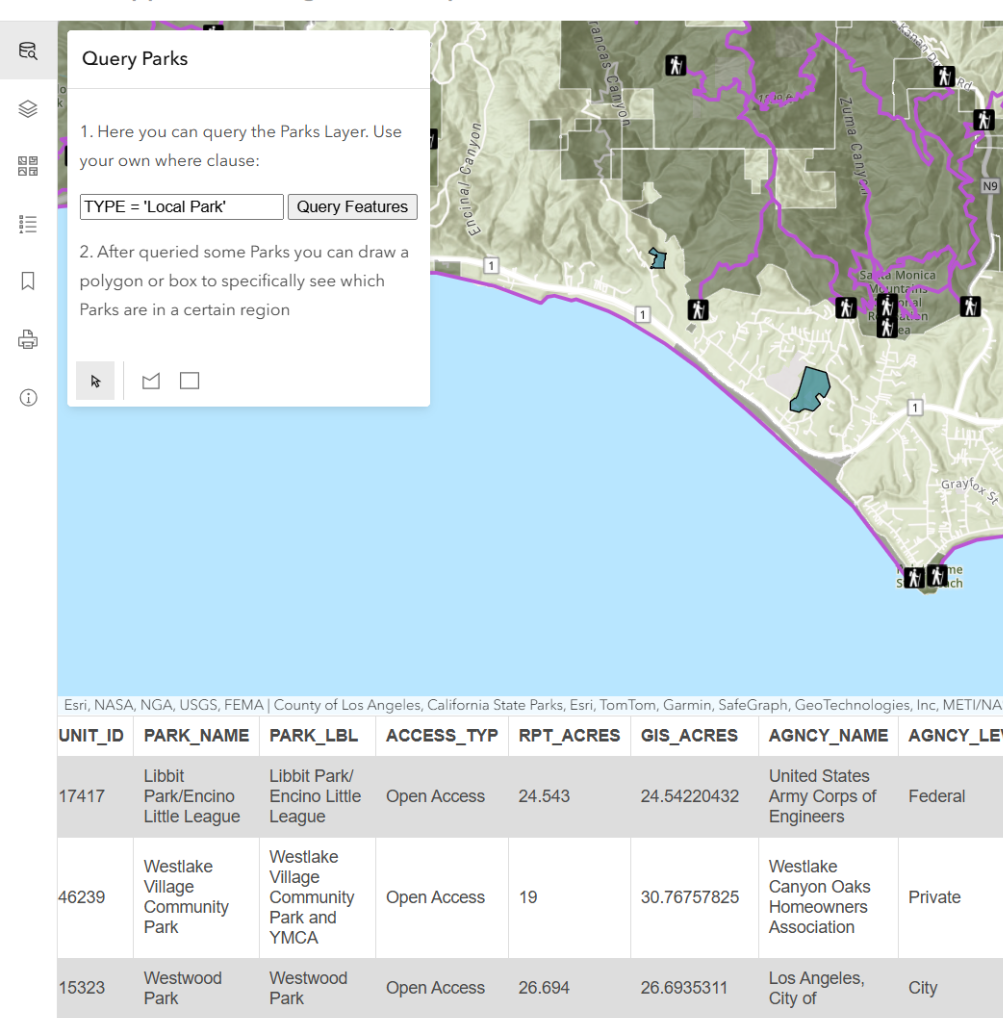 Query Parks
1. Here you can query the Parks Layer. Use
your own where clause:
TYPE = 'Local Park'
Query Features
2. After queried some Parks you can draw a
polygon or box to specifically see which
Parks are in a certain region
Canyon
Encinal Canyon
Zuma Canyon
Kanan
Rd
N9
1
1
1
Santa Monica
Mountains
Grayfox St
Esri, NASA, NGA, USGS, FEMA | County of Los Angeles, California State Parks, Esri, TomTom, Garmin, SafeGraph, GeoTechnologies, Inc, METI/NA
UNIT_ID PARK_NAME PARK_LBL ACCESS_TYP RPT_ACRES GIS_ACRES AGNCY_NAME AGNCY_LEV
17417
Libbit
Park/Encino
Little League
Libbit Park/
Encino Little
League
Open Access
24.543
24.54220432
United States
Army Corps of
Engineers
Federal
46239
Westlake
Village
Community
Park
Westlake
Village
Community
Park and
YMCA
Open Access
19
30.76757825
Westlake
Canyon Oaks
Homeowners
Association
Private
15323
Westwood
Park
Westwood
Park
Open Access
26.694
26.6935311
Los Angeles,
City of
City